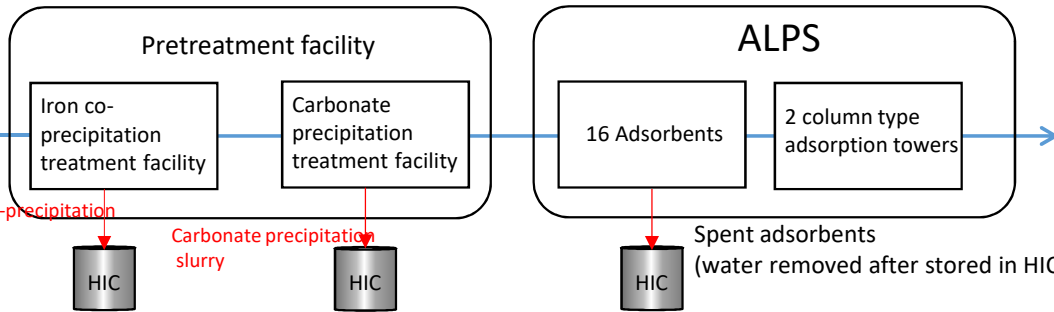 Pretreatment facility
ALPS
Iron co-
precipitation
treatment facility
Carbonate
precipitation
treatment facility
16 Adsorbents
2 column type
adsorption towers
-precipitation
Carbonate precipitation
slurry
Spent adsorbents
(water removed after stored in HIC
HIC
HIC
HIC